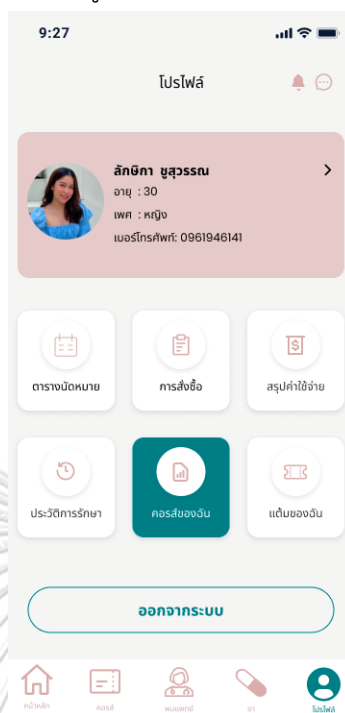 9:27
โปรไฟล์
ลักษิกา ชูสุวรรณ
อายุ : 30
เพศ : หญิง
เบอร์โทรศัพท์: 0961946141
ตารางนัดหมาย การสั่งซื้อ สรุปค่าใช้จ่าย
ประวัติการรักษา คอรส์ของฉัน แต้มของฉัน
ออกจากระบบ
หน้าหลัก คอรส์ พบแพทย์ ยา โปรไฟล์